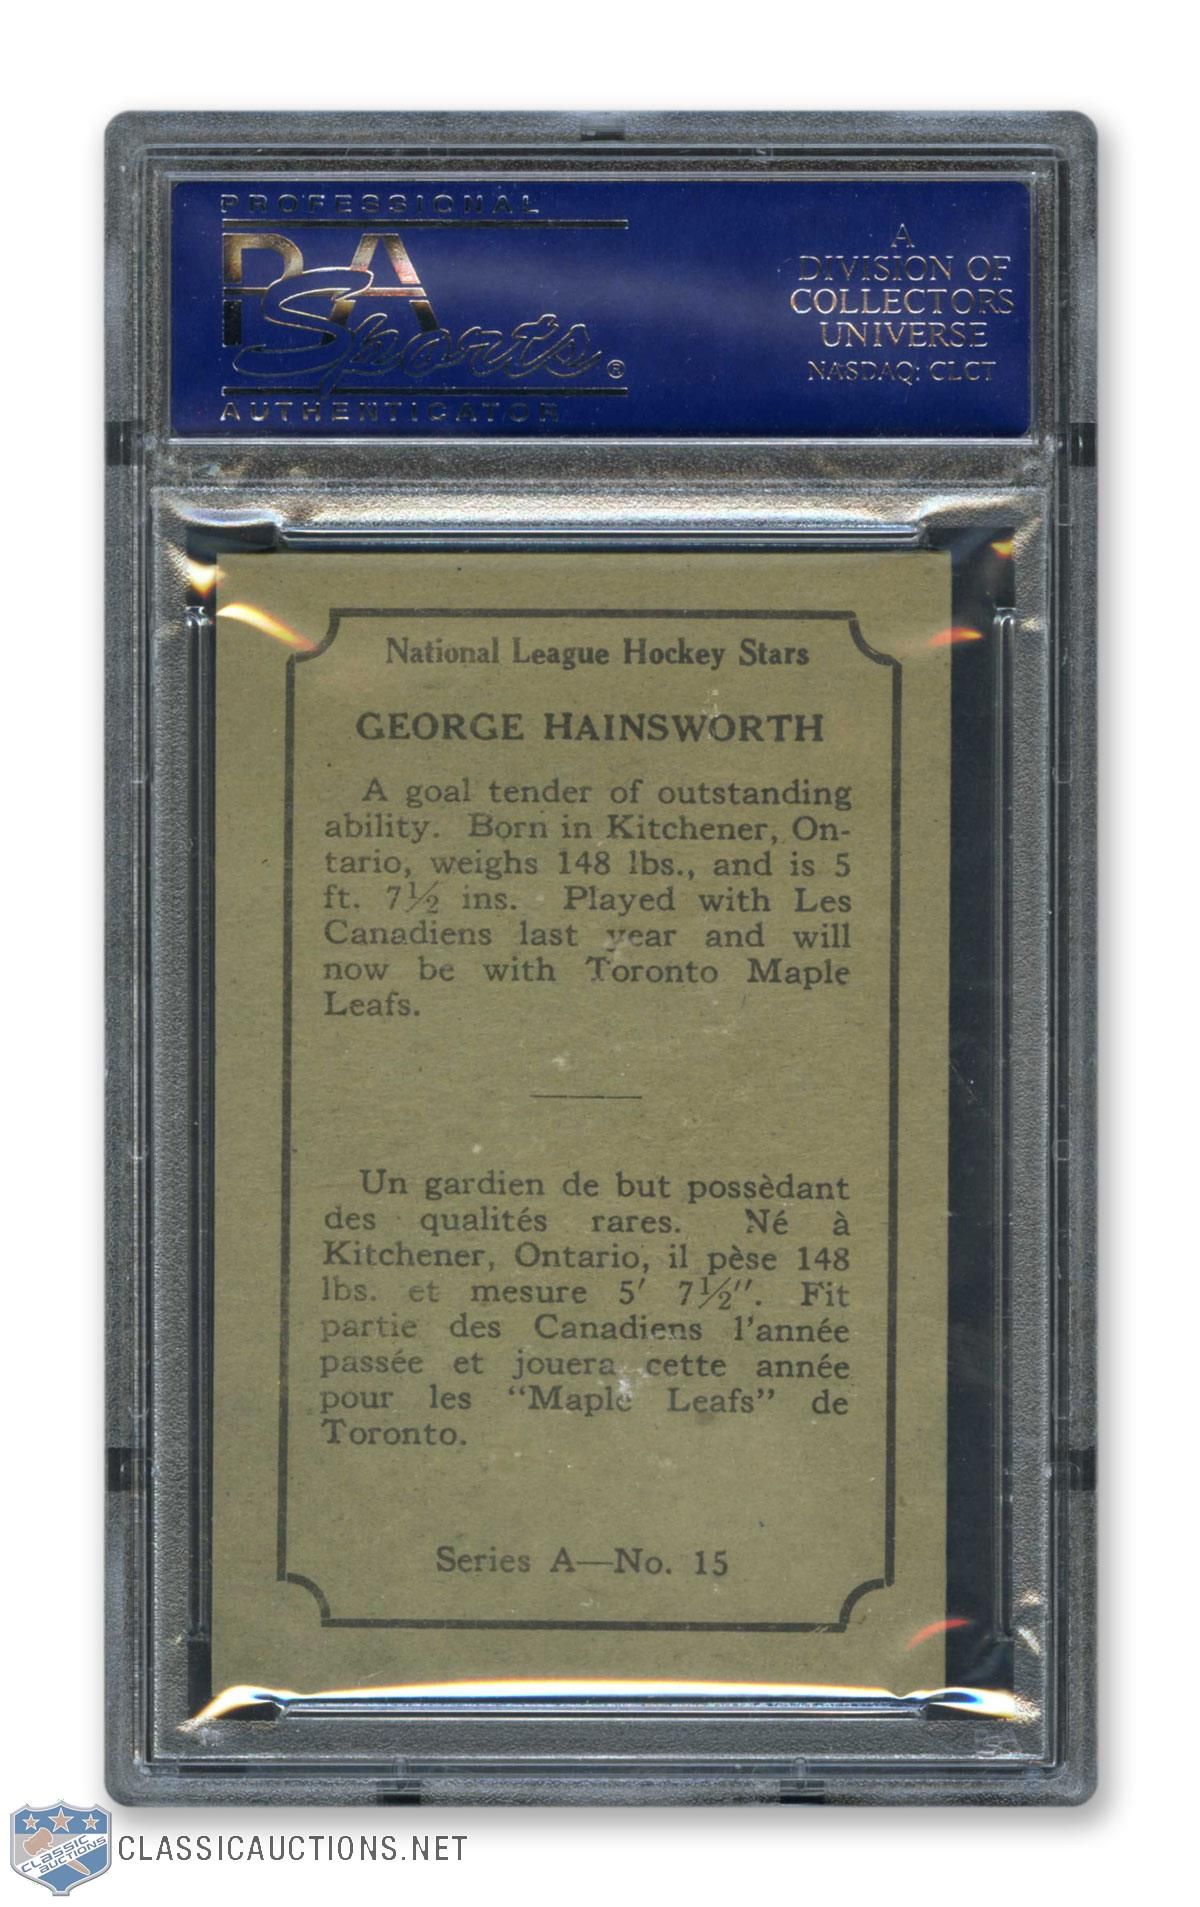 PROFESSIONAL
PSA
Sports®
AUTHENTICATOR
A
DIVISION OF
COLLECTORS
UNIVERSE
NASDAQ: CLCT
National League Hockey Stars
GEORGE HAINSWORTH
A goal tender of outstanding
ability. Born in Kitchener, On-
tario, weighs 148 lbs., and is 5
ft. 7½ ins. Played with Les
Canadiens last year and will
now be with Toronto Maple
Leafs.
Un gardien de but possèdant
des qualités rares. Né à
Kitchener, Ontario, il pèse 148
lbs. et mesure 5' 7½". Fit
partie des Canadiens l'année
passée et jouera cette année
pour les "Maple Leafs" de
Toronto.
Series A—No. 15
PSA
CLASSIC
AUCTIONS
CLASSICAUCTIONS.NET